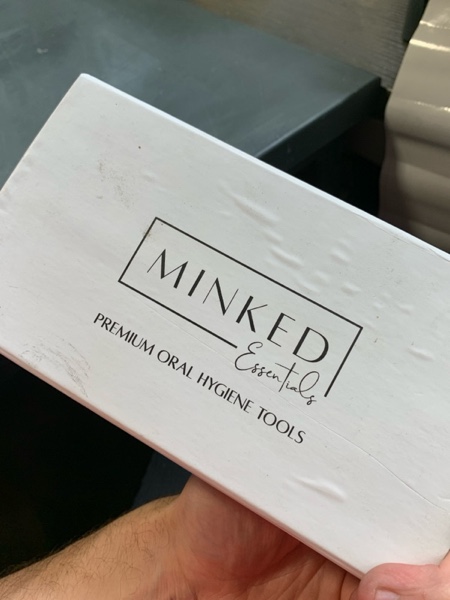 MINKED
Essentials
PREMIUM ORAL HYGIENE TOOLS